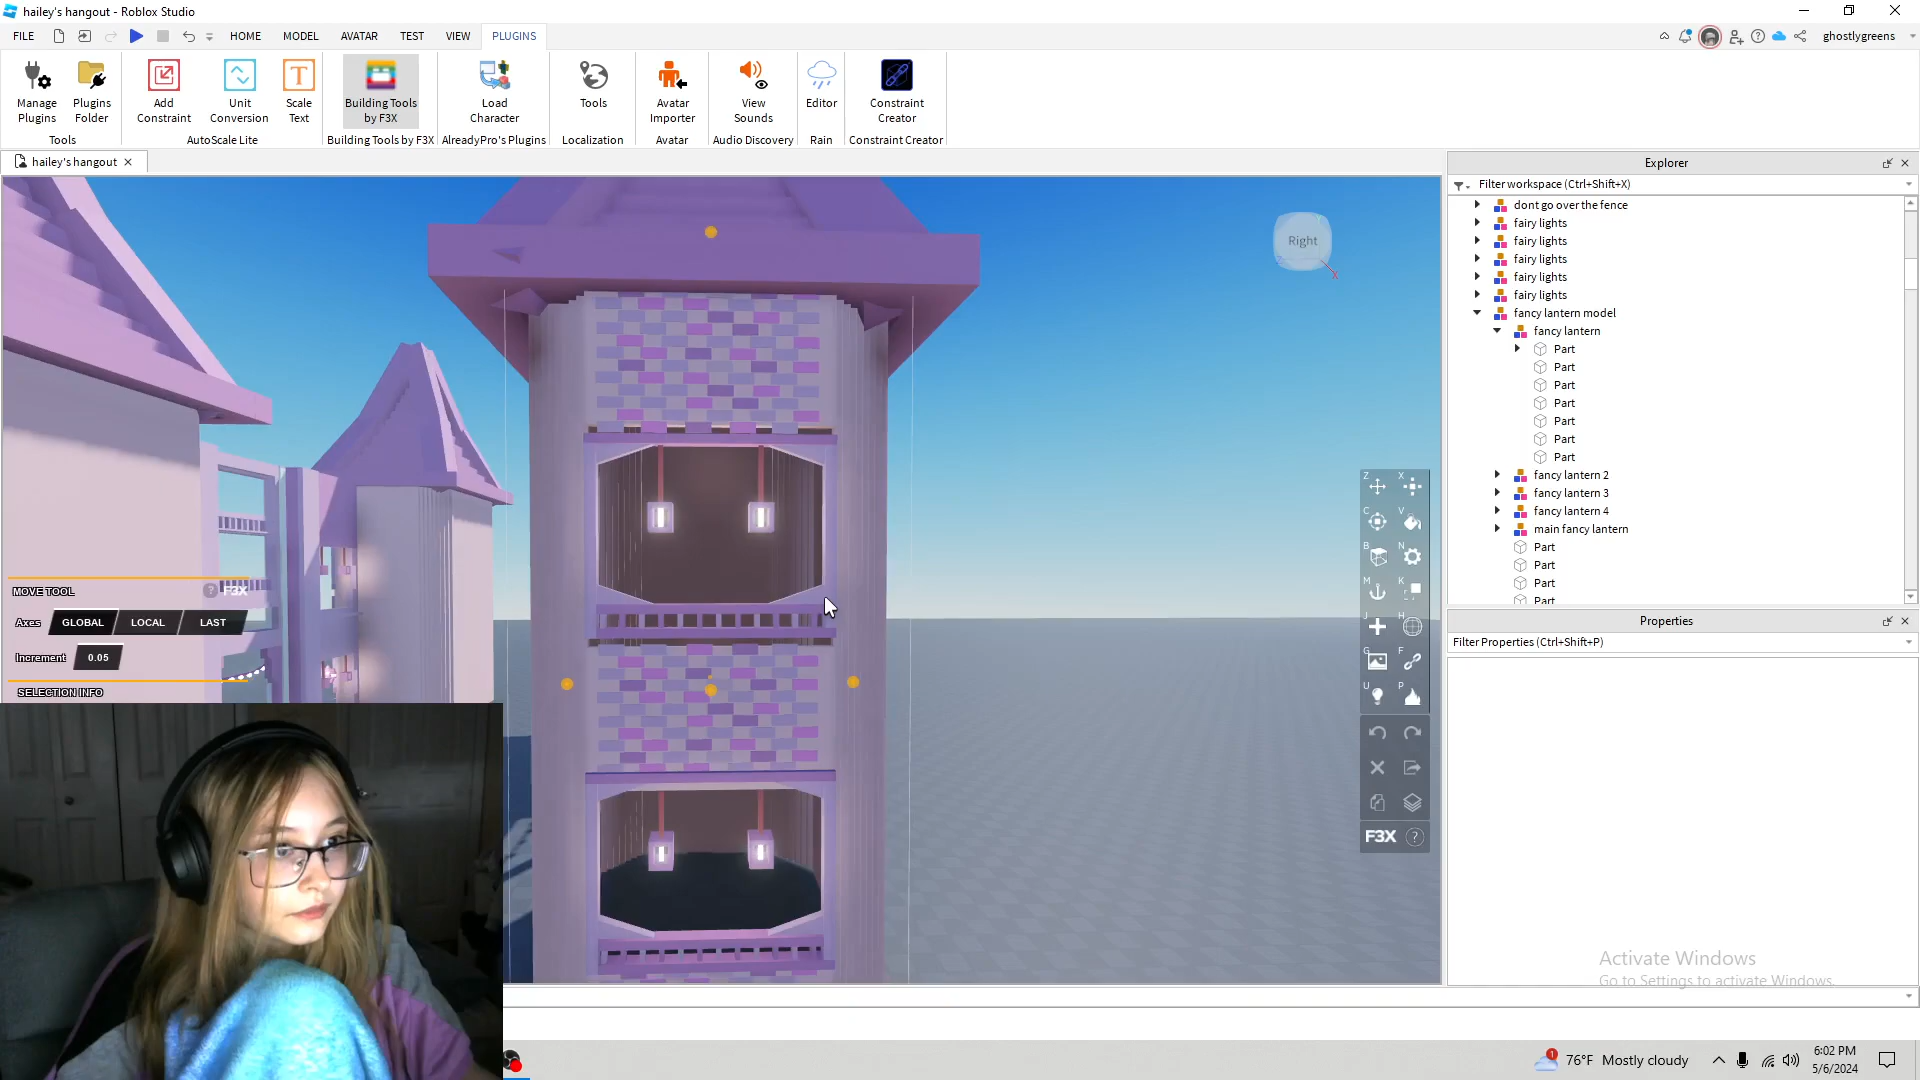 hailey's hangout - Roblox Studio
FILE HOME MODEL AVATAR TEST VIEW PLUGINS ghostlygreens
Manage Plugins
Plugins Folder
Tools
Add Constraint
Unit Conversion
Scale Text
AutoScale Lite
Building Tools by F3X
Building Tools by F3X
Load Character
AlreadyPro's Plugins
Tools
Localization
Avatar Importer
Avatar
View Sounds
Audio Discovery
Editor
Rain
Constraint Creator
Constraint Creator
hailey's hangout
Explorer
Filter workspace (Ctrl+Shift+X)
dont go over the fence
fairy lights
fairy lights
fairy lights
fairy lights
fairy lights
fancy lantern model
fancy lantern
Part
Part
Part
Part
Part
Part
Part
fancy lantern 2
fancy lantern 3
fancy lantern 4
main fancy lantern
Part
Part
Part
Part
Properties
Filter Properties (Ctrl+Shift+P)
Right
Z
X
MOVE TOOL ? F3X
Axes GLOBAL LOCAL LAST
Increment 0.05
SELECTION INFO
Z X
C V
B N
M K
J H
G F
U P
F3X ?
Activate Windows
Go to Settings to activate Windows.
1 76°F Mostly cloudy
6:02 PM
5/6/2024